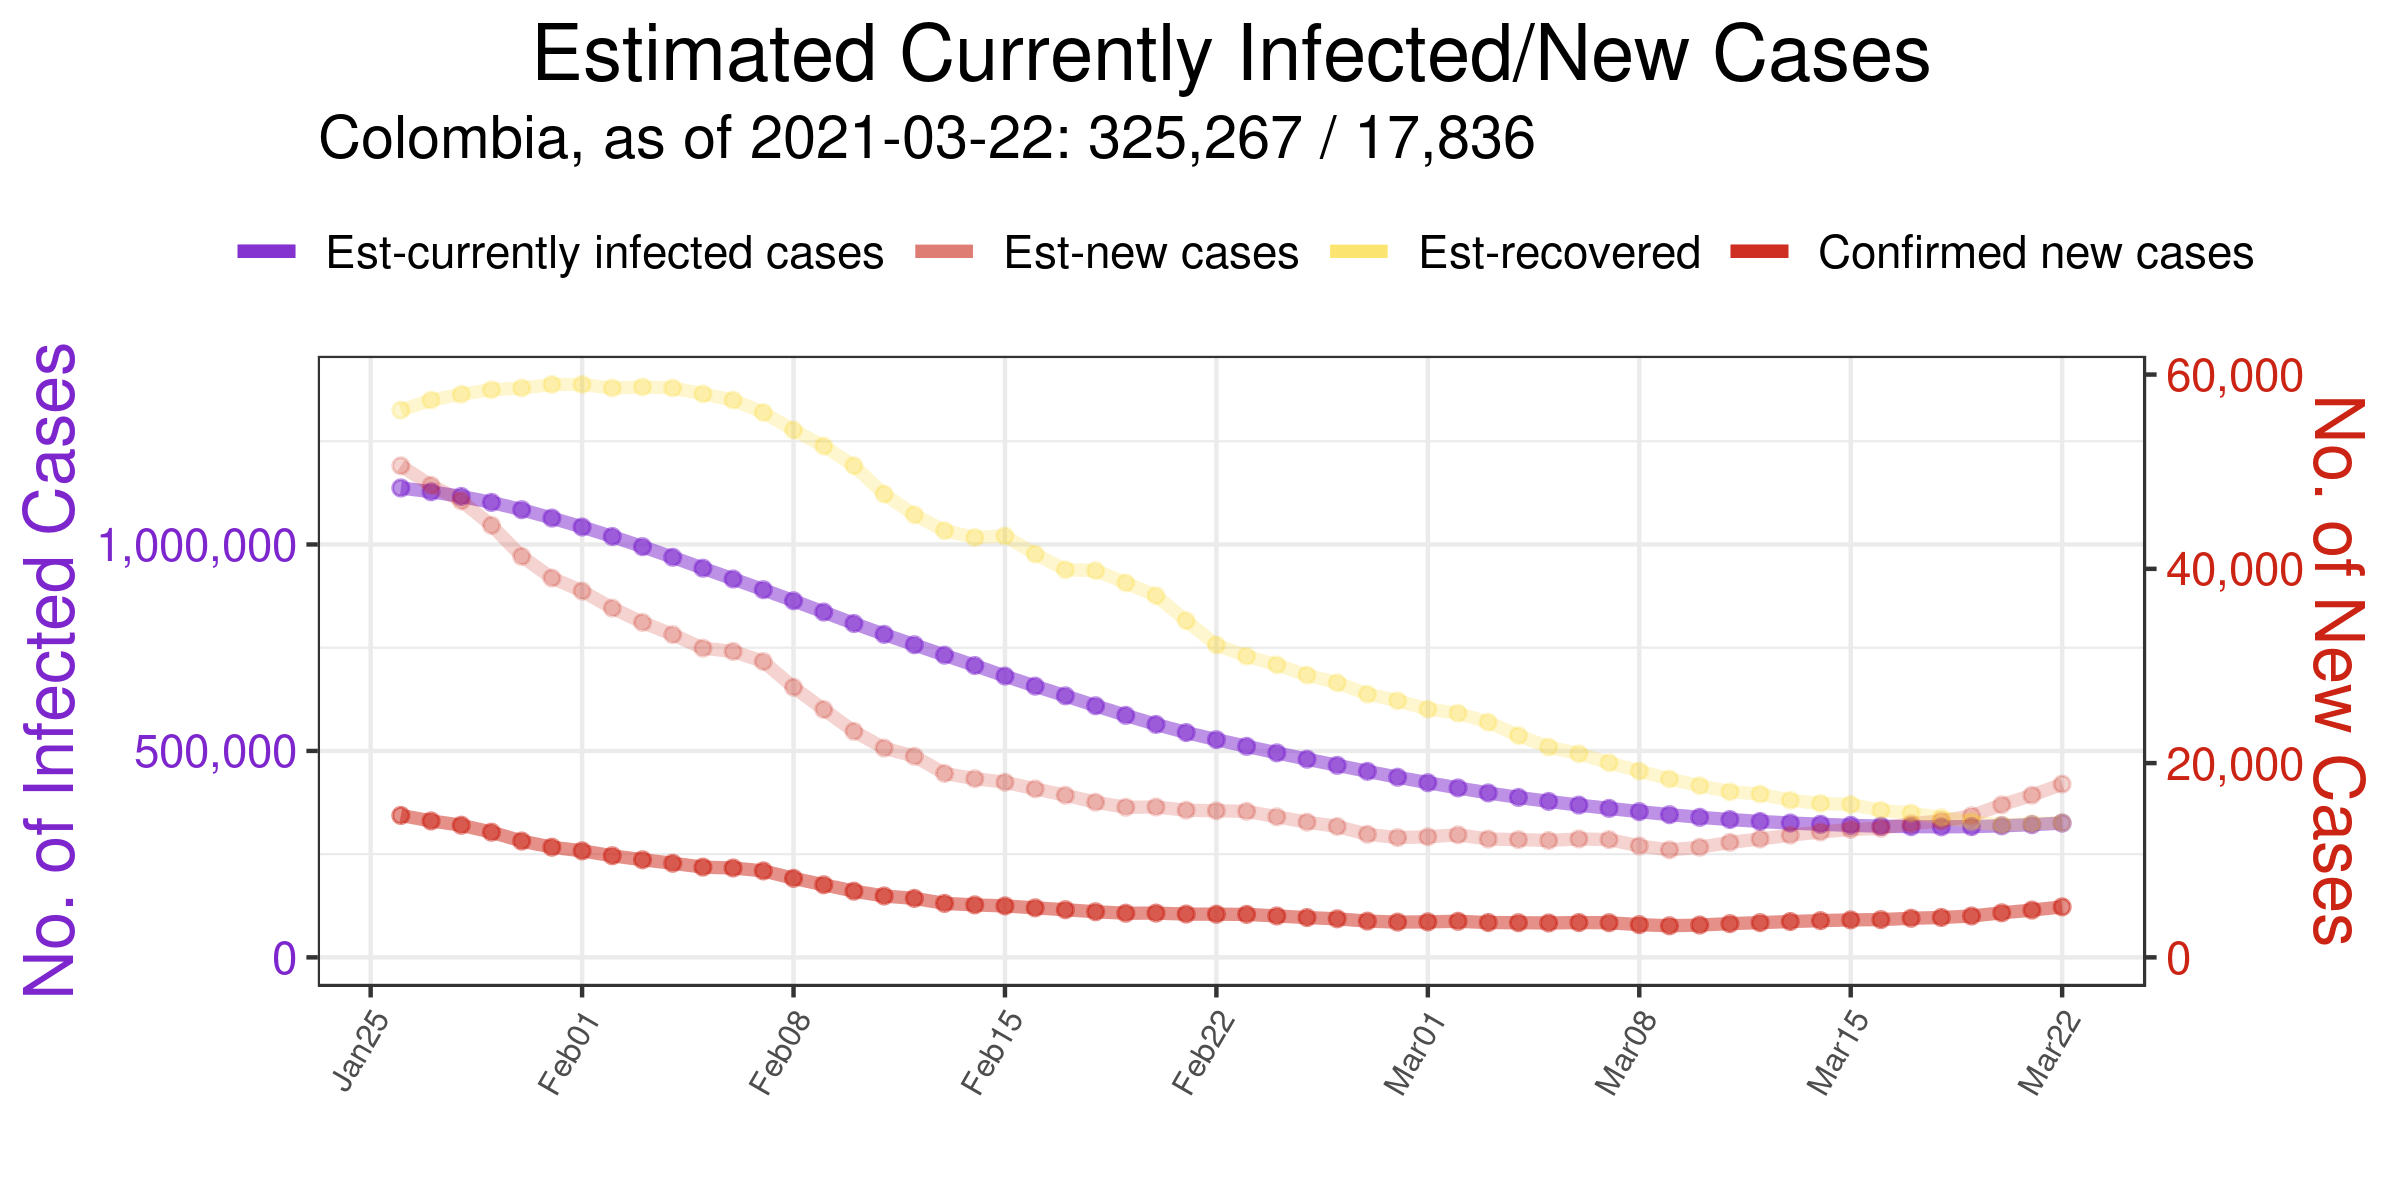 Estimated Currently Infected/New Cases
Colombia, as of 2021-03-22: 325,267 / 17,836
Est-currently infected cases Est-new cases Est-recovered Confirmed new cases
No. of Infected Cases
1,000,000
500,000
0
60,000
40,000
20,000
0
No. of New Cases
Jan25 Feb01 Feb08 Feb15 Feb22 Mar01 Mar08 Mar15 Mar22